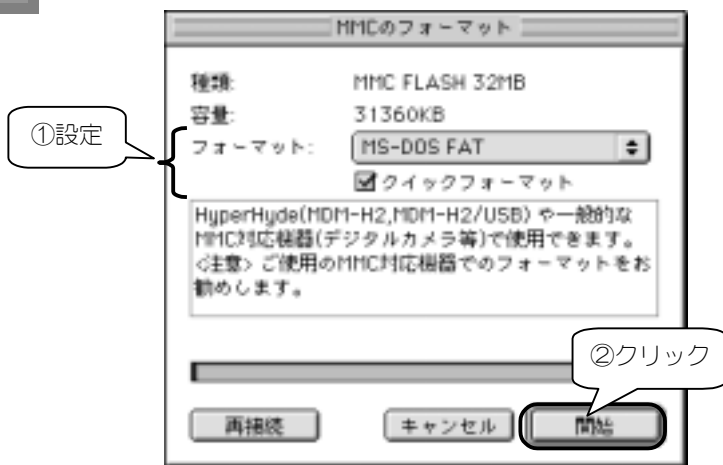 MMCのフォーマット
種類: MMC FLASH 32MB
容量: 31360KB
①設定
フォーマット: MS-DOS FAT
クイックフォーマット
HyperHyde(MDM-H2,MDM-H2/USB) や一般的な
MMC対応機器(デジタルカメラ等)で使用できます。
<注意> ご使用のMMC対応機器でのフォーマットをお
勧めします。
②クリック
再接続 キャンセル 開始